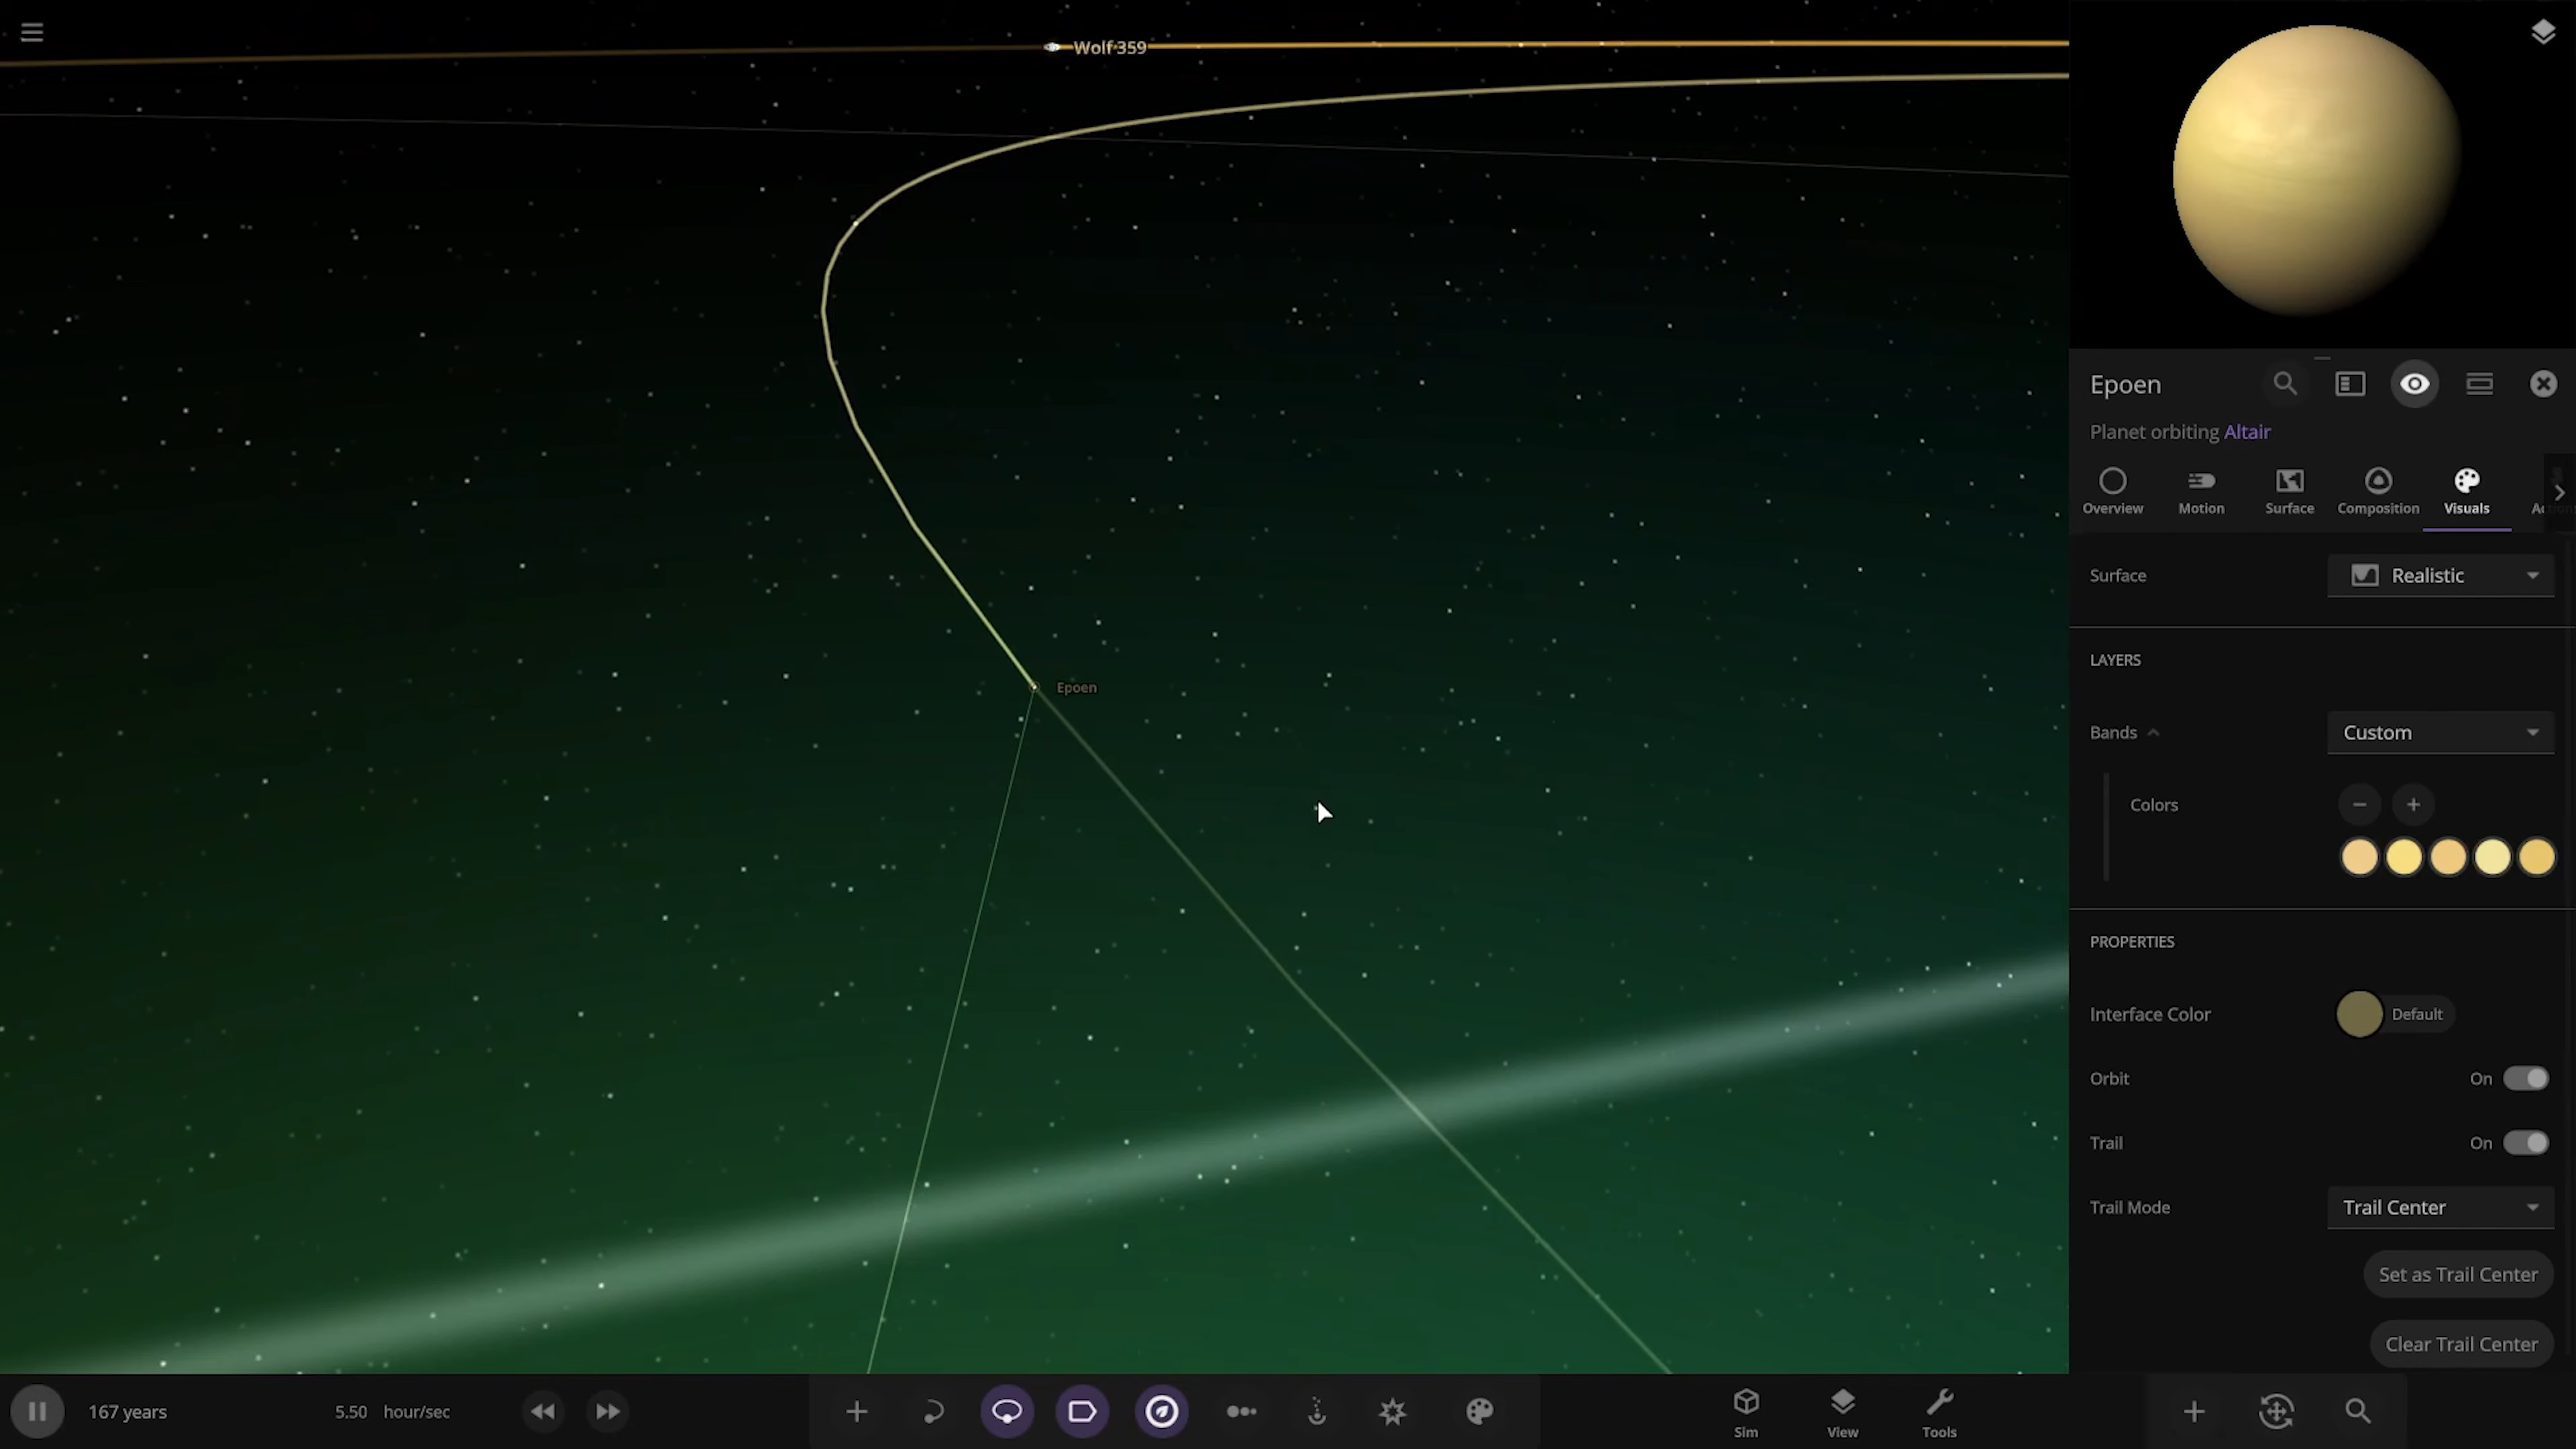 Wolf 359
Epoen
Epoen
Planet orbiting Altair
Overview
Motion
Surface
Composition
Visuals
Surface
Realistic
LAYERS
Bands
Custom
Colors
PROPERTIES
Interface Color
Default
Orbit
On
Trail
On
Trail Mode
Trail Center
Set as Trail Center
Clear Trail Center
167 years
5.50 hour/sec
Sim
View
Tools